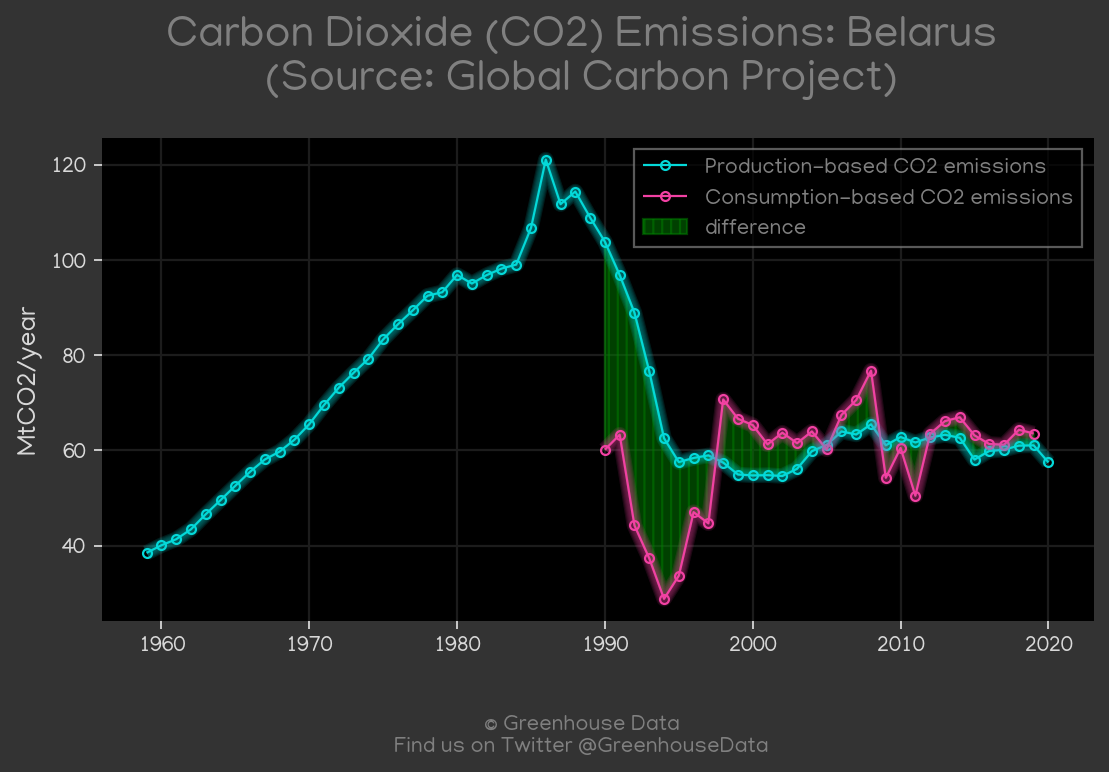 Carbon Dioxide (CO2) Emissions: Belarus
(Source: Global Carbon Project)
Production-based CO2 emissions
Consumption-based CO2 emissions
difference
MtCO2/year
120
100
80
60
40
1960
1970
1980
1990
2000
2010
2020
© Greenhouse Data
Find us on Twitter @GreenhouseData